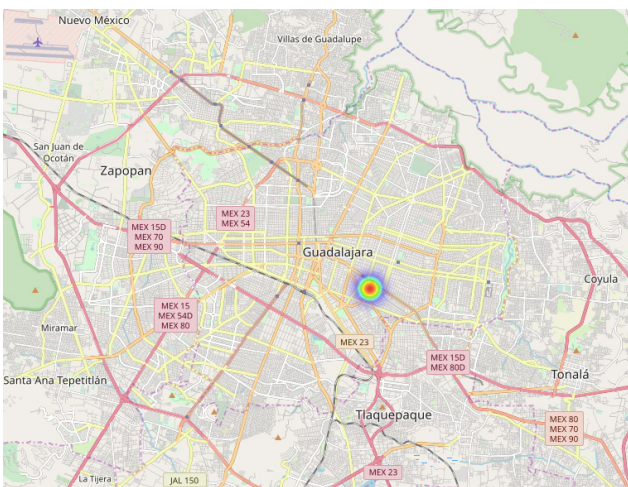 Nuevo México
Villas de Guadalupe
San Juan de
Ocotán
Zapopan
MEX 23
MEX 54
MEX 15D
MEX 70
MEX 90
Guadalajara
Coyula
MEX 15
MEX 54D
MEX 80
Miramar
MEX 23
MEX 15D
MEX 80D
Santa Ana Tepetitlán
Tonalá
Tlaquepaque
MEX 80
MEX 70
MEX 90
La Tijera
JAL 150
MEX 23